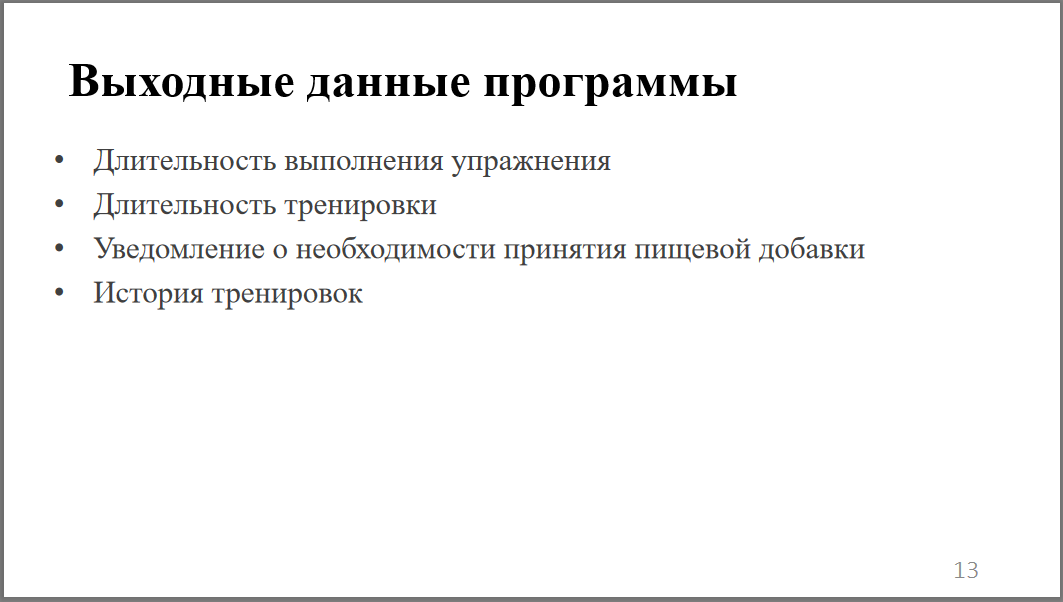 Выходные данные программы
• Длительность выполнения упражнения
• Длительность тренировки
• Уведомление о необходимости принятия пищевой добавки
• История тренировок
13